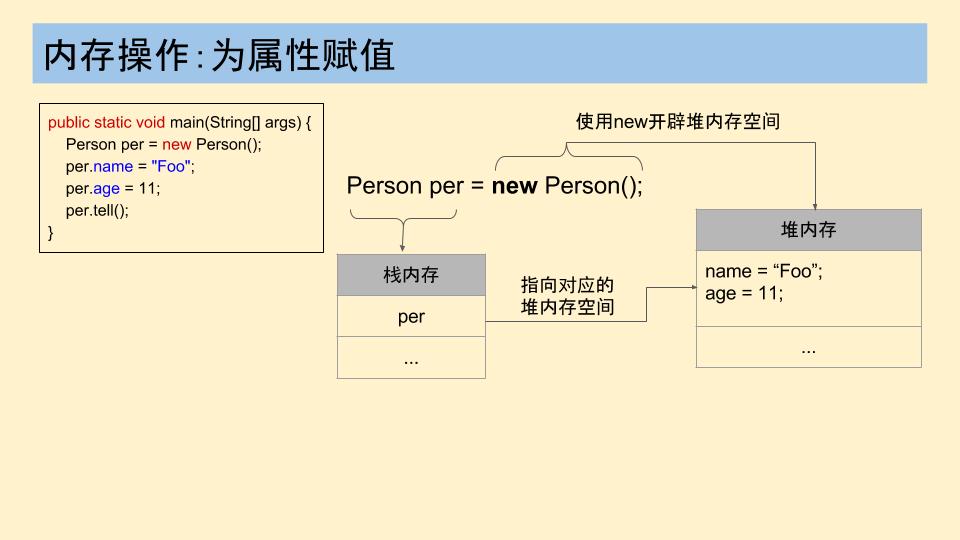 内存操作：为属性赋值
public static void main(String[] args) {
Person per = new Person();
per.name = "Foo";
per.age = 11;
per.tell();
}
使用new开辟堆内存空间
Person per = new Person();
栈内存
per
...
指向对应的
堆内存空间
堆内存
name = “Foo”;
age = 11;
...